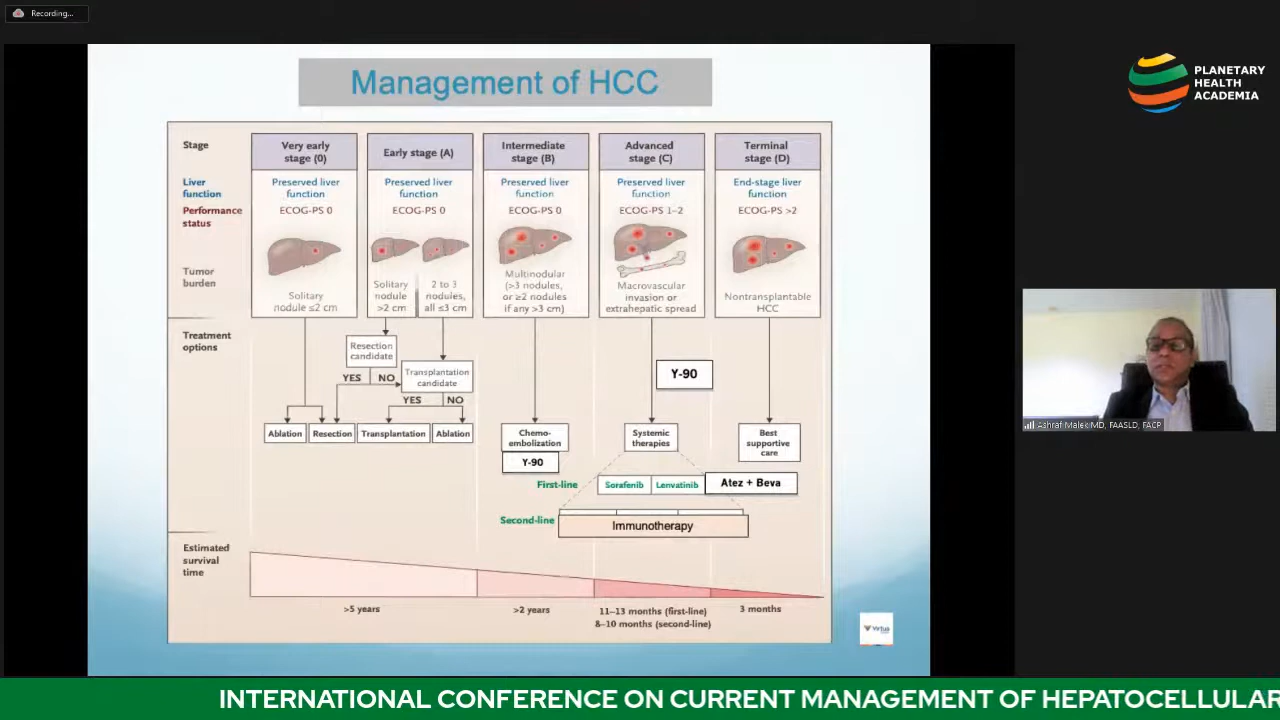 Recording...
PLANETARY
HEALTH
ACADEMIA
Management of HCC
Stage
Very early
stage (0)
Early stage (A)
Intermediate
stage (B)
Advanced
stage (C)
Terminal
stage (D)
Liver
function
Preserved liver
function
Preserved liver
function
Preserved liver
function
Preserved liver
function
End-stage liver
function
Performance
status
ECOG-PS 0
ECOG-PS 0
ECOG-PS 0
ECOG-PS 1–2
ECOG-PS >2
Tumor
burden
Solitary
nodule ≤2 cm
Solitary
nodule
>2 cm
2 to 3
nodules,
all ≤3 cm
Multinodular
(>3 nodules,
or ≥2 nodules
if any >3 cm)
Macrovascular
invasion or
extrahepatic spread
Nontransplantable
HCC
Treatment
options
Resection
candidate
YES NO
Transplantation
candidate
YES NO
Y-90
Ablation
Resection
Transplantation
Ablation
Chemo-
embolization
Y-90
Systemic
therapies
Best
supportive
care
First-line
Sorafenib
Lenvatinib
Atez + Beva
Second-line
Immunotherapy
Estimated
survival
time
>5 years
>2 years
11–13 months (first-line)
8–10 months (second-line)
3 months
Virtua
Ashraf Malek MD, FAASLD, FACP
INTERNATIONAL CONFERENCE ON CURRENT MANAGEMENT OF HEPATOCELLULAR